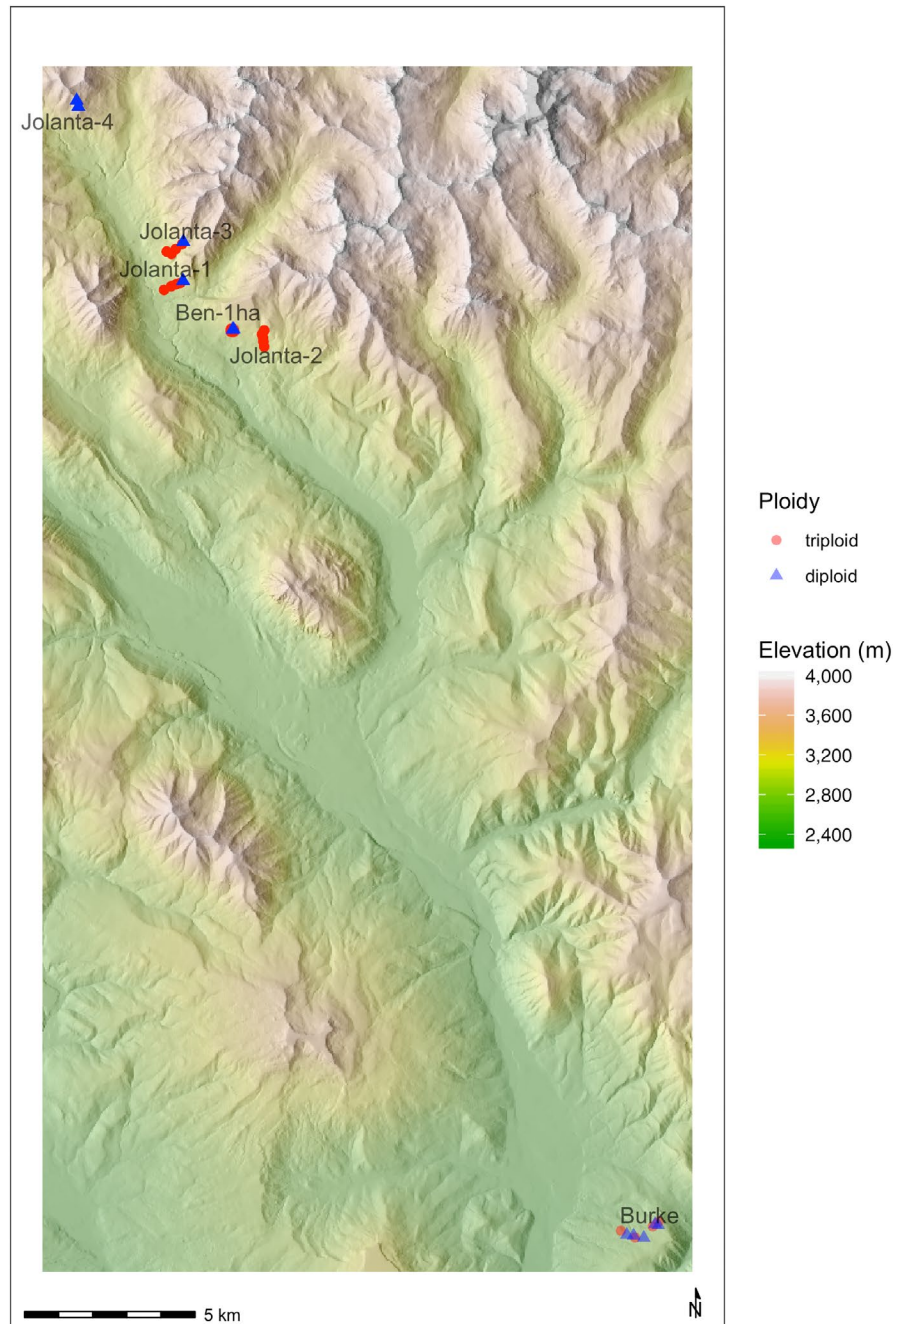 Jolanta-4
Jolanta-3
Jolanta-1
Ben-1ha
Jolanta-2
Ploidy
triploid
diploid
Elevation (m)
4,000
3,600
3,200
2,800
2,400
Burke
5 km
N